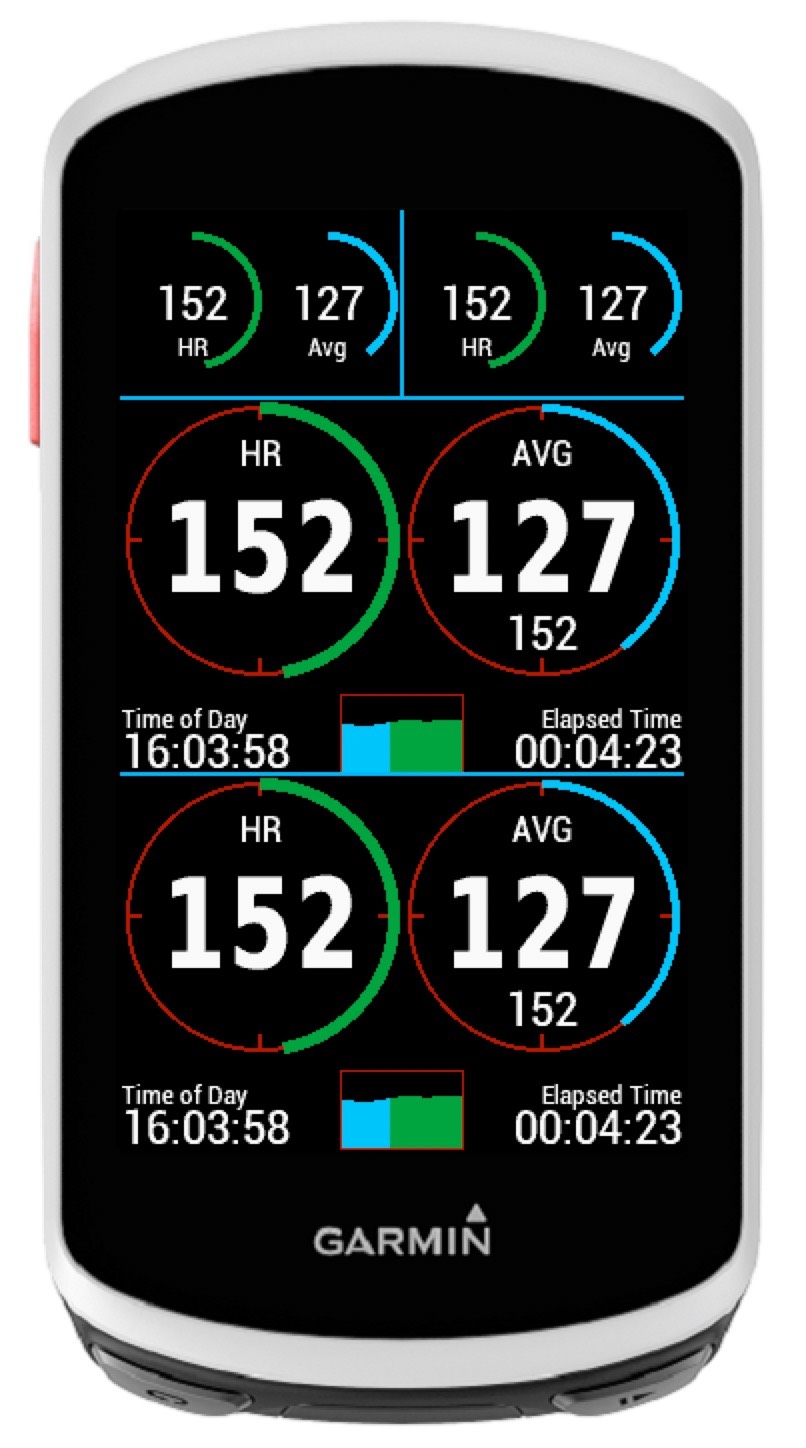 152 127 152 127
HR Avg HR Avg
HR AVG
152 127
152
Time of Day Elapsed Time
16:03:58 00:04:23
HR AVG
152 127
152
Time of Day Elapsed Time
16:03:58 00:04:23
GARMIN